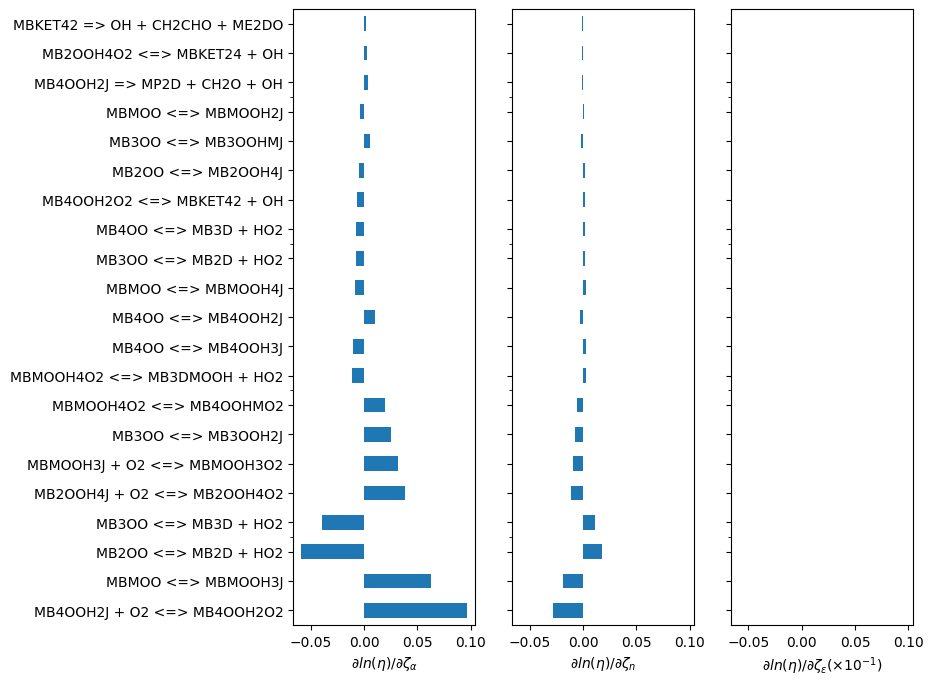 MBKET42 => OH + CH2CHO + ME2DO
MB2OOH4O2 <=> MBKET24 + OH
MB4OOH2J => MP2D + CH2O + OH
MBMOO <=> MBMOOH2J
MB3OO <=> MB3OOHMJ
MB2OO <=> MB2OOH4J
MB4OOH2O2 <=> MBKET42 + OH
MB4OO <=> MB3D + HO2
MB3OO <=> MB2D + HO2
MBMOO <=> MBMOOH4J
MB4OO <=> MB4OOH2J
MB4OO <=> MB4OOH3J
MBMOOH4O2 <=> MB3DMOOH + HO2
MBMOOH4O2 <=> MB4OOHMO2
MB3OO <=> MB3OOH2J
MBMOOH3J + O2 <=> MBMOOH3O2
MB2OOH4J + O2 <=> MB2OOH4O2
MB3OO <=> MB3D + HO2
MB2OO <=> MB2D + HO2
MBMOO <=> MBMOOH3J
MB4OOH2J + O2 <=> MB4OOH2O2
−0.05 0.00 0.05 0.10 −0.05 0.00 0.05 0.10 −0.05 0.00 0.05 0.10
∂ln(η)/∂ζα ∂ln(η)/∂ζn ∂ln(η)/∂ζε(×10⁻¹)